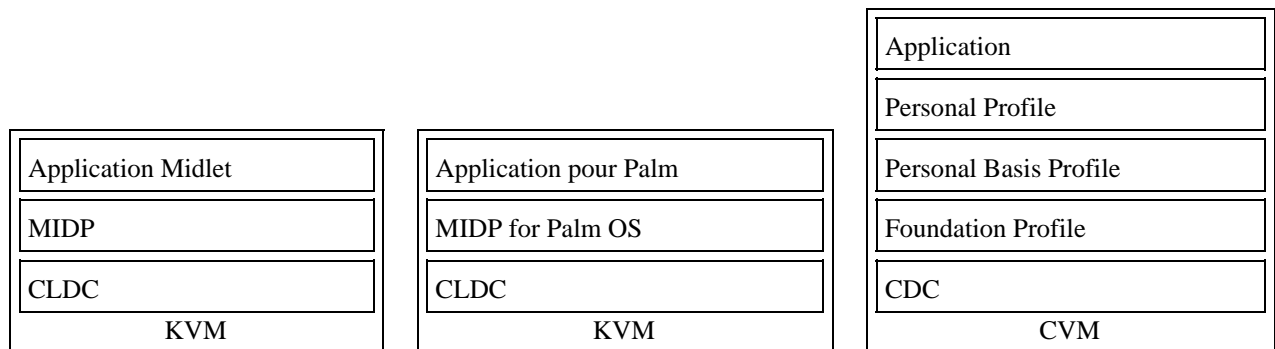 Application Midlet
MIDP
CLDC
KVM
Application pour Palm
MIDP for Palm OS
CLDC
KVM
Application
Personal Profile
Personal Basis Profile
Foundation Profile
CDC
CVM